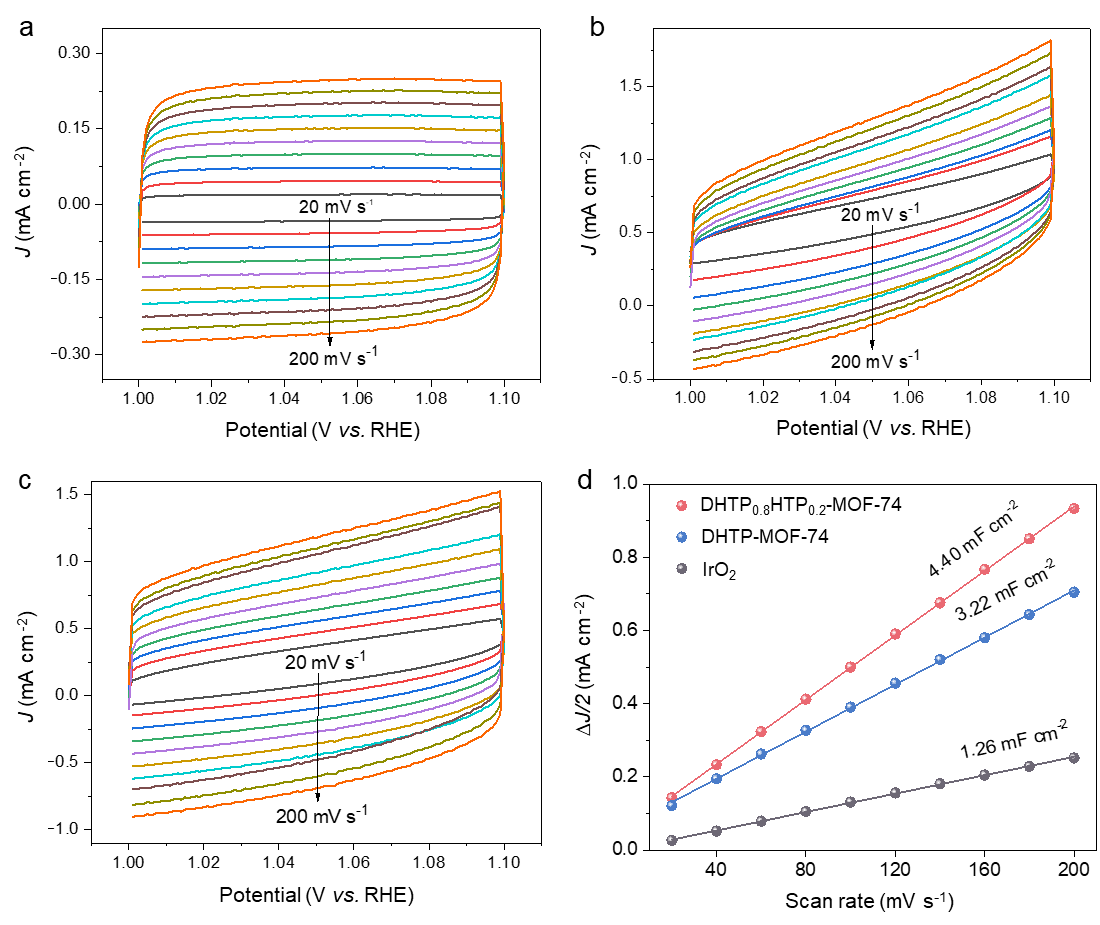 a
0.30
0.15
0.00
−0.15
−0.30
J (mA cm⁻²)
20 mV s⁻¹
200 mV s⁻¹
1.00 1.02 1.04 1.06 1.08 1.10
Potential (V vs. RHE)
b
1.5
1.0
0.5
0.0
−0.5
J (mA cm⁻²)
20 mV s⁻¹
200 mV s⁻¹
1.00 1.02 1.04 1.06 1.08 1.10
Potential (V vs. RHE)
c
1.5
1.0
0.5
0.0
−0.5
−1.0
J (mA cm⁻²)
20 mV s⁻¹
200 mV s⁻¹
1.00 1.02 1.04 1.06 1.08 1.10
Potential (V vs. RHE)
d
1.0
0.8
0.6
0.4
0.2
0.0
ΔJ/2 (mA cm⁻²)
DHTP₀.₈HTP₀.₂-MOF-74
DHTP-MOF-74
IrO₂
4.40 mF cm⁻²
3.22 mF cm⁻²
1.26 mF cm⁻²
40 80 120 160 200
Scan rate (mV s⁻¹)